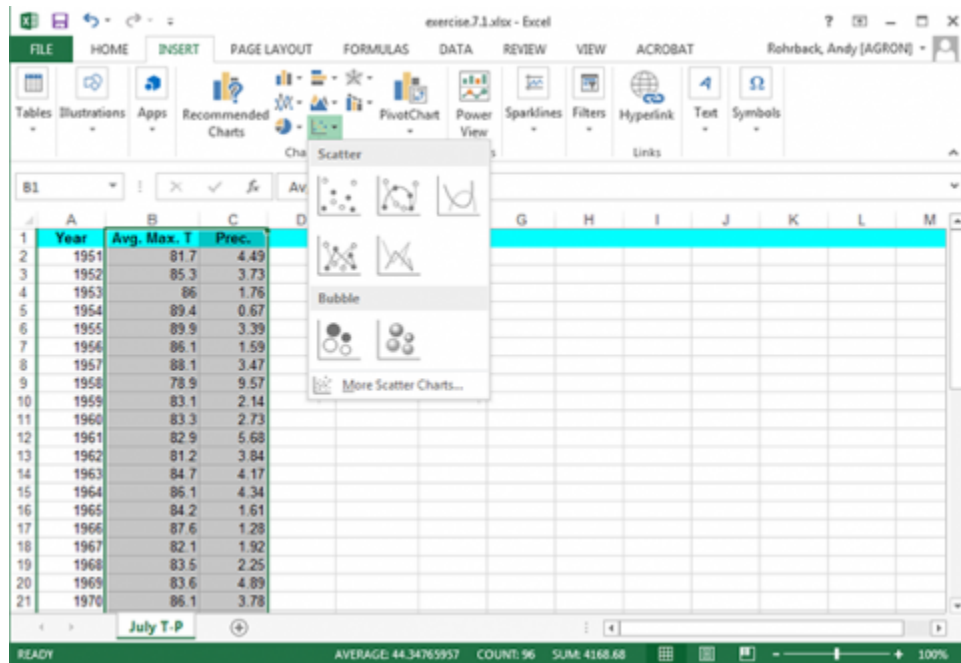 exercise.7.1.xlsx - Excel
FILE HOME INSERT PAGE LAYOUT FORMULAS DATA REVIEW VIEW ACROBAT Rohrback, Andy [AGRON]
Tables Illustrations Apps Recommended Charts PivotChart Power View Sparklines Filters Hyperlink Text Symbols
Cha s Links
B1 fx Av
Scatter
Bubble
More Scatter Charts...
A B C D G H I J K L M
1 Year Avg. Max. T Prec.
2 1951 81.7 4.49
3 1952 85.3 3.73
4 1953 86 1.76
5 1954 89.4 0.67
6 1955 89.9 3.39
7 1956 86.1 1.59
8 1957 88.1 3.47
9 1958 78.9 9.57
10 1959 83.1 2.14
11 1960 83.3 2.73
12 1961 82.9 5.68
13 1962 81.2 3.84
14 1963 84.7 4.17
15 1964 86.1 4.34
16 1965 84.2 1.61
17 1966 87.6 1.28
18 1967 82.1 1.92
19 1968 83.5 2.25
20 1969 83.6 4.89
21 1970 86.1 3.78
July T-P
READY AVERAGE: 44.34765957 COUNT: 96 SUM: 4168.68 100%